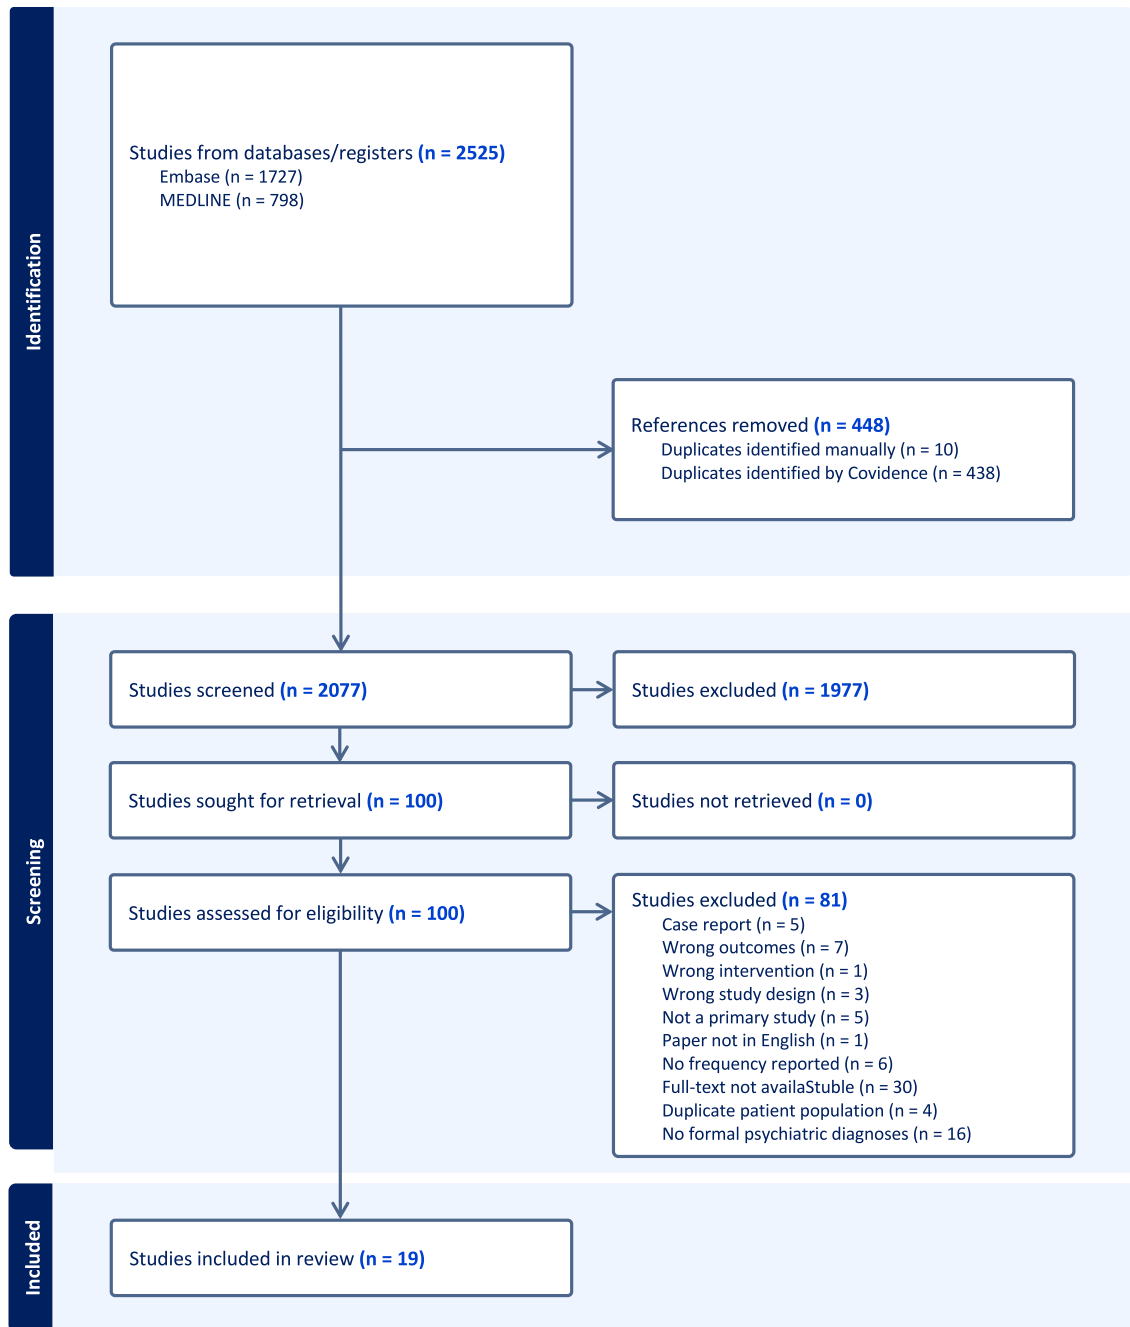 Identification
Studies from databases/registers (n = 2525)
Embase (n = 1727)
MEDLINE (n = 798)
References removed (n = 448)
Duplicates identified manually (n = 10)
Duplicates identified by Covidence (n = 438)
Screening
Studies screened (n = 2077)
Studies excluded (n = 1977)
Studies sought for retrieval (n = 100)
Studies not retrieved (n = 0)
Studies assessed for eligibility (n = 100)
Studies excluded (n = 81)
Case report (n = 5)
Wrong outcomes (n = 7)
Wrong intervention (n = 1)
Wrong study design (n = 3)
Not a primary study (n = 5)
Paper not in English (n = 1)
No frequency reported (n = 6)
Full-text not availaStuble (n = 30)
Duplicate patient population (n = 4)
No formal psychiatric diagnoses (n = 16)
Included
Studies included in review (n = 19)